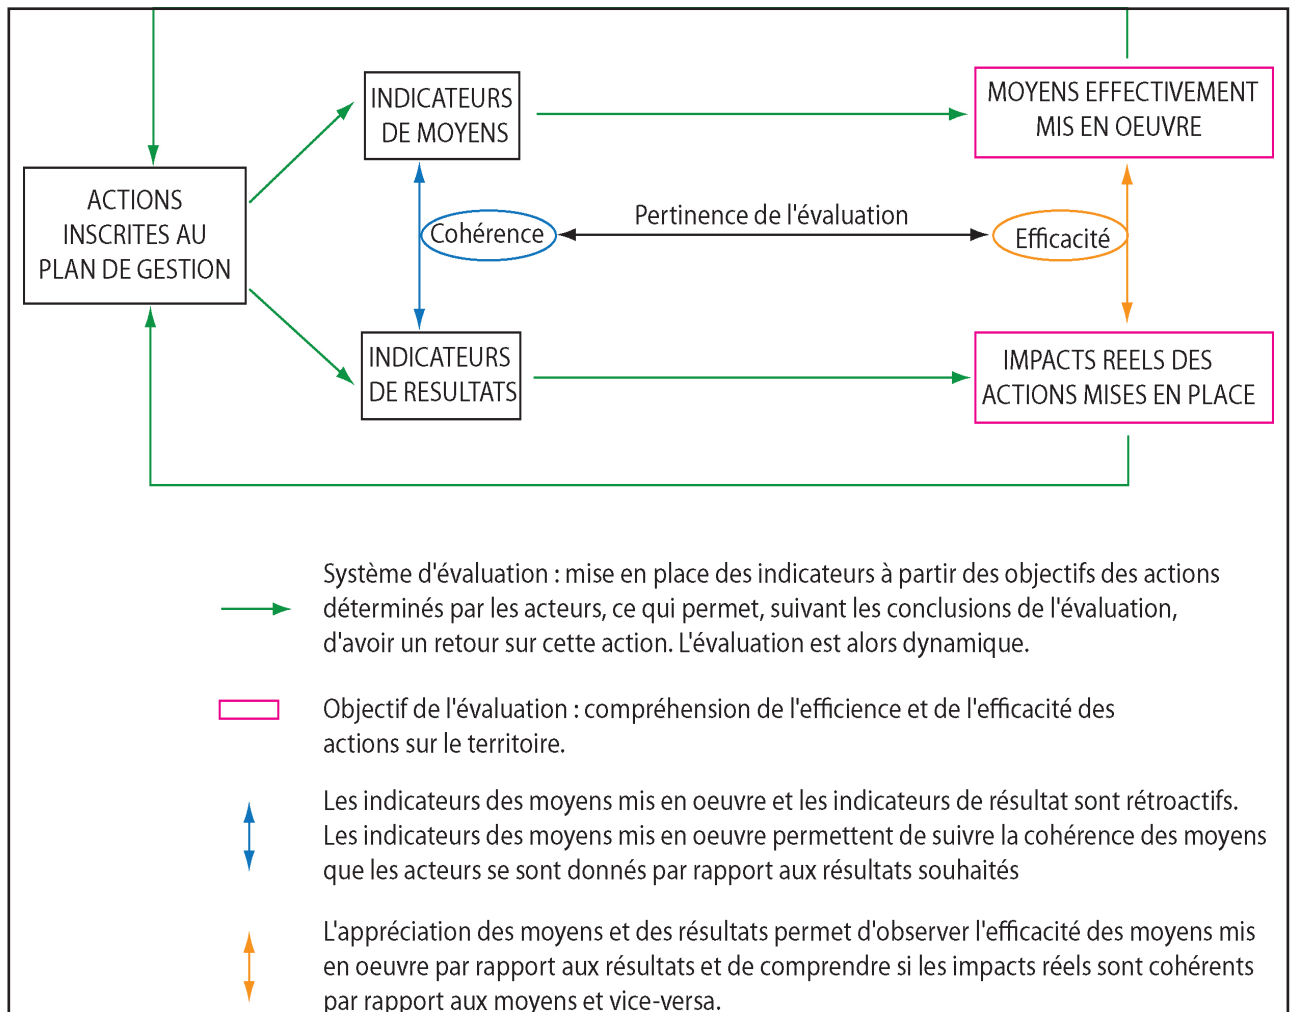 INDICATEURS
DE MOYENS
MOYENS EFFECTIVEMENT
MIS EN OEUVRE
ACTIONS
INSCRITES AU
PLAN DE GESTION
Cohérence
Pertinence de l'évaluation
Efficacité
INDICATEURS
DE RESULTATS
IMPACTS REELS DES
ACTIONS MISES EN PLACE
Système d'évaluation : mise en place des indicateurs à partir des objectifs des actions
déterminés par les acteurs, ce qui permet, suivant les conclusions de l'évaluation,
d'avoir un retour sur cette action. L'évaluation est alors dynamique.
Objectif de l'évaluation : compréhension de l'efficience et de l'efficacité des
actions sur le territoire.
Les indicateurs des moyens mis en oeuvre et les indicateurs de résultat sont rétroactifs.
Les indicateurs des moyens mis en oeuvre permettent de suivre la cohérence des moyens
que les acteurs se sont donnés par rapport aux résultats souhaités
L'appréciation des moyens et des résultats permet d'observer l'efficacité des moyens mis
en oeuvre par rapport aux résultats et de comprendre si les impacts réels sont cohérents
par rapport aux moyens et vice-versa.